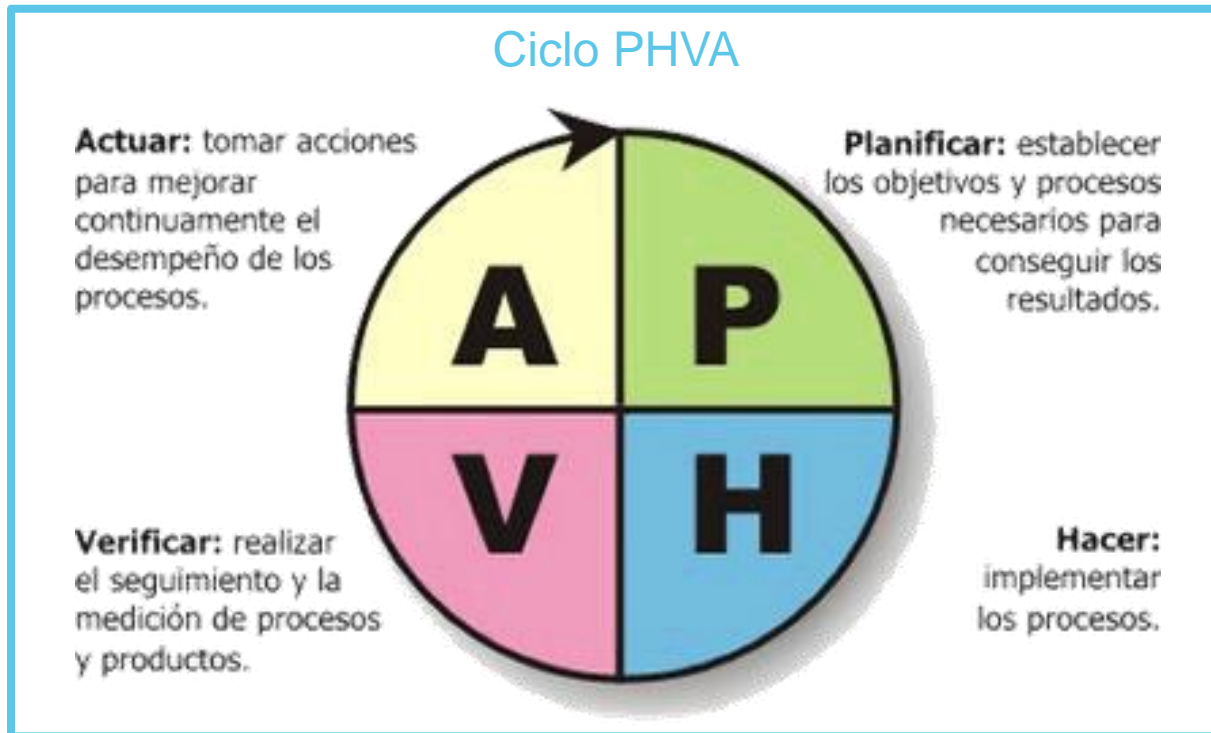 Ciclo PHVA
Actuar: tomar acciones
para mejorar
continuamente el
desempeño de los
procesos.
Planificar: establecer
los objetivos y procesos
necesarios para
conseguir los
resultados.
A
P
V
H
Verificar: realizar
el seguimiento y la
medición de procesos
y productos.
Hacer:
implementar
los procesos.